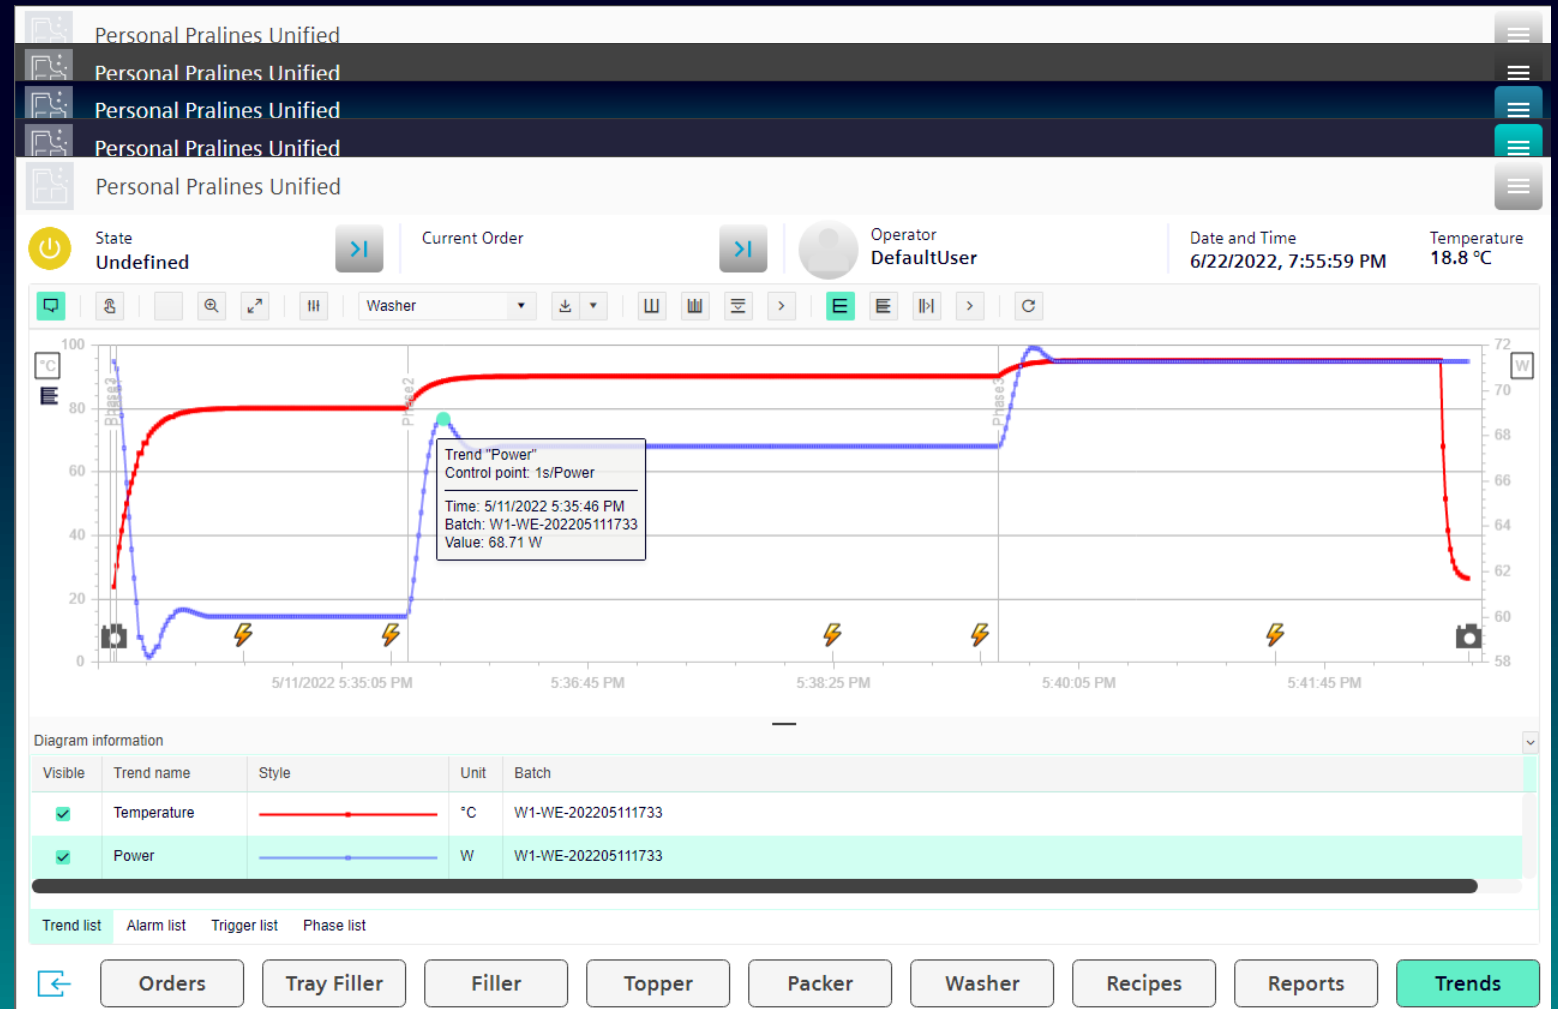 Personal Pralines Unified
Personal Pralines Unified
Personal Pralines Unified
Personal Pralines Unified
Personal Pralines Unified
State
Undefined
Current Order
Operator
DefaultUser
Date and Time
6/22/2022, 7:55:59 PM
Temperature
18.8 °C
Washer
100
80
60
40
20
0
°C
Phase3
Phase2
Phase3
72
70
68
66
64
62
60
58
W
Trend "Power"
Control point: 1s/Power
Time: 5/11/2022 5:35:46 PM
Batch: W1-WE-202205111733
Value: 68.71 W
5/11/2022 5:35:05 PM
5:36:45 PM
5:38:25 PM
5:40:05 PM
5:41:45 PM
Diagram information
Visible Trend name Style Unit Batch
Temperature °C W1-WE-202205111733
Power W W1-WE-202205111733
Trend list Alarm list Trigger list Phase list
Orders Tray Filler Filler Topper Packer Washer Recipes Reports Trends